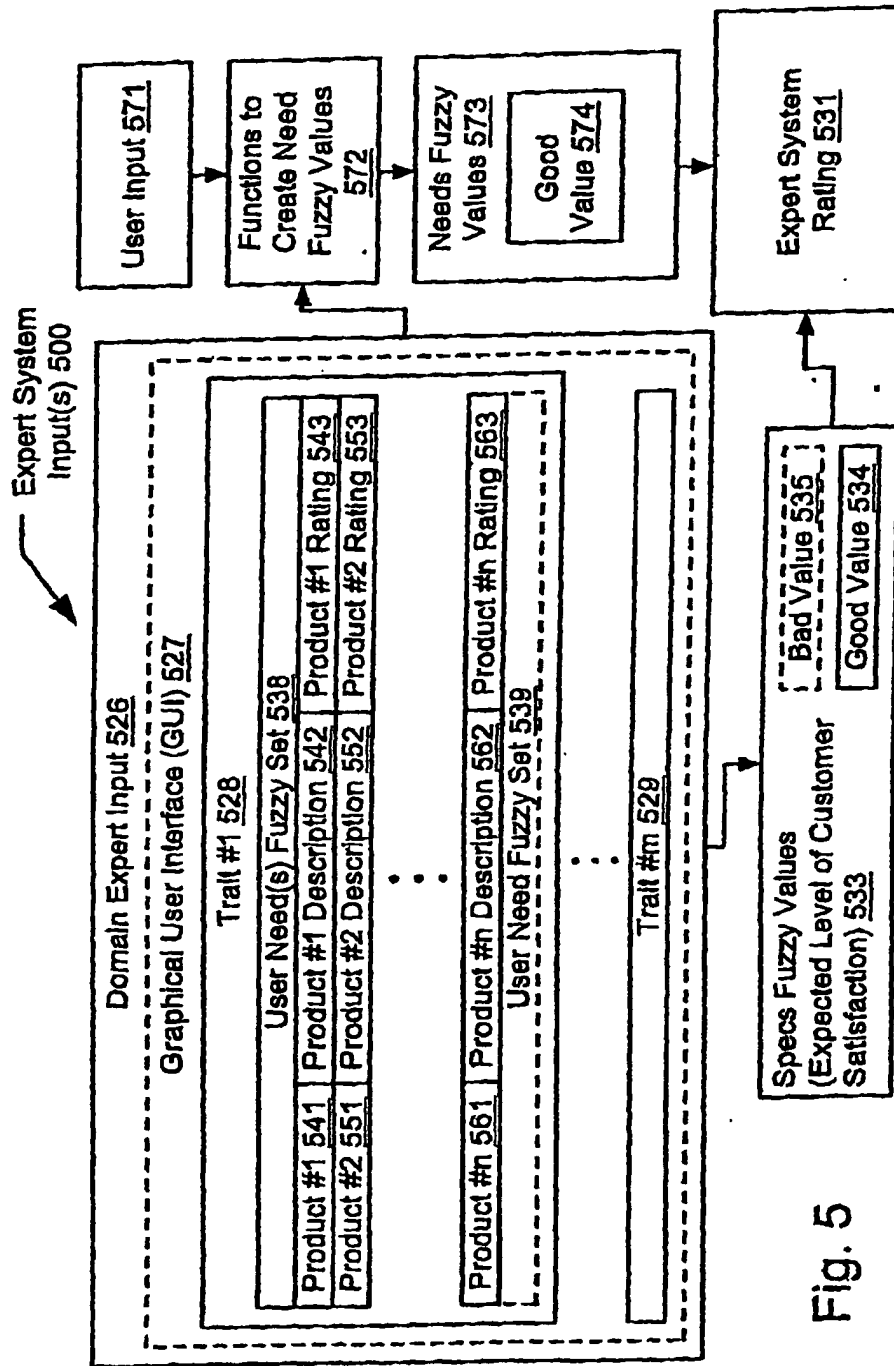 Expert System
Input(s) 500
Domain Expert Input 526
Graphical User Interface (GUI) 527
Trait #1 528
User Need(s) Fuzzy Set 538
Product #1 541
Product #1 Description 542
Product #1 Rating 543
Product #2 551
Product #2 Description 552
Product #2 Rating 553
Product #n 561
Product #n Description 562
Product #n Rating 563
User Need Fuzzy Set 539
Trait #m 529
User Input 571
Functions to
Create Need
Fuzzy Values
572
Needs Fuzzy
Values 573
Good
Value 574
Specs Fuzzy Values
(Expected Level of Customer
Satisfaction) 533
Bad Value 535
Good Value 534
Expert System
Rating 531
Fig. 5